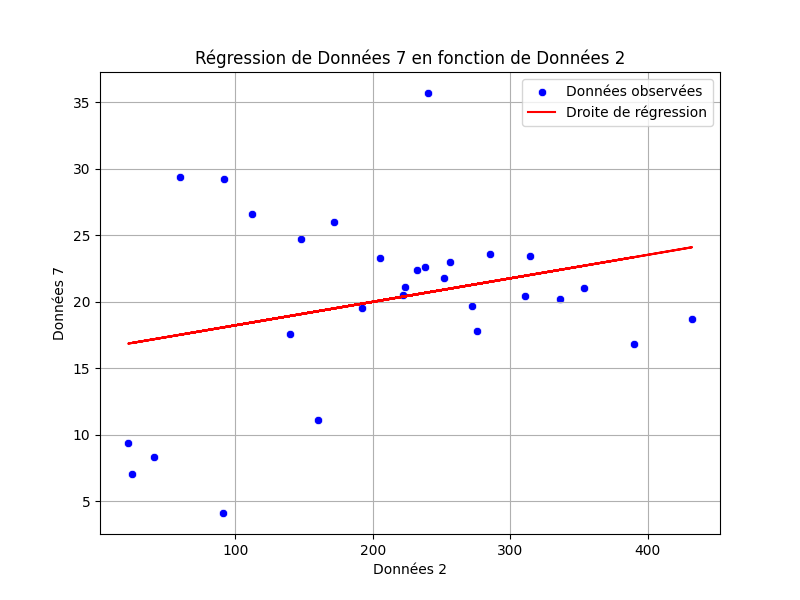 Régression de Données 7 en fonction de Données 2
Données observées
Droite de régression
35
30
25
20
15
10
5
Données 7
100 200 300 400
Données 2